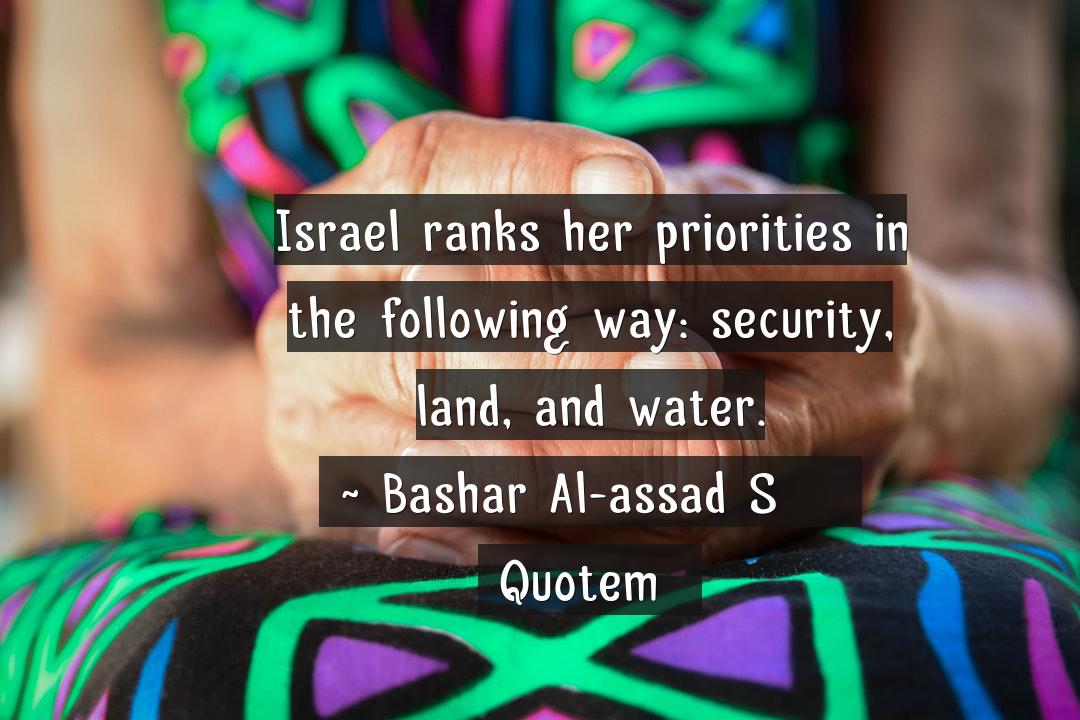 Israel ranks her priorities in
the following way: security,
land, and water.
~ Bashar Al-assad S
Quotem